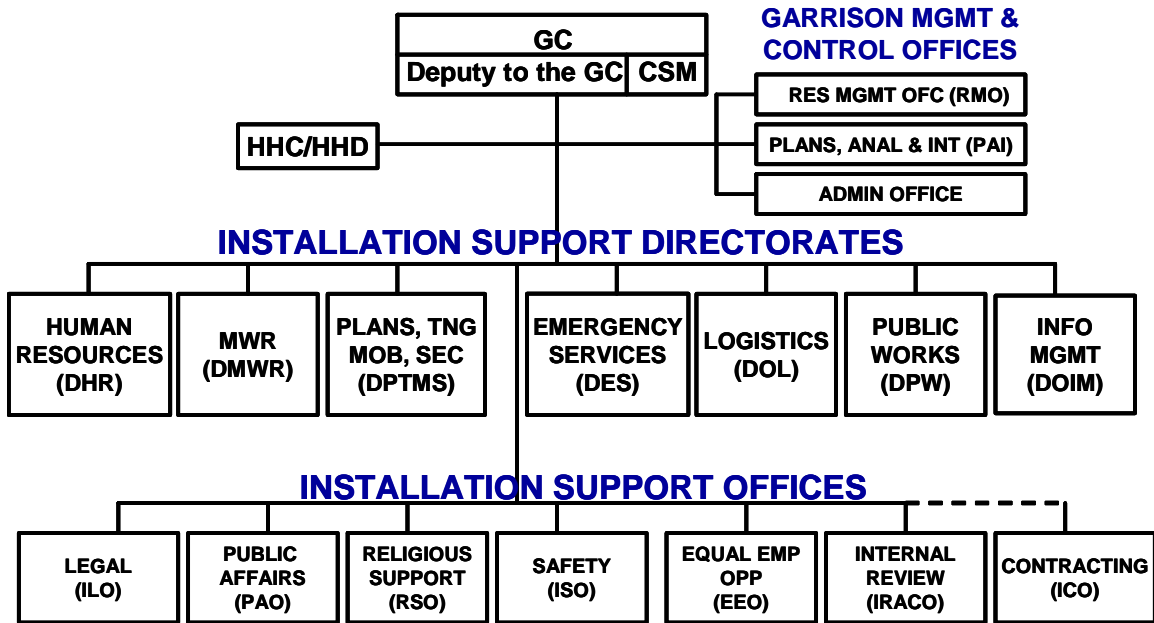 GARRISON MGMT &
CONTROL OFFICES
GC
Deputy to the GC
CSM
RES MGMT OFC (RMO)
HHC/HHD
PLANS, ANAL & INT (PAI)
ADMIN OFFICE
INSTALLATION SUPPORT DIRECTORATES
HUMAN
RESOURCES
(DHR)
MWR
(DMWR)
PLANS, TNG
MOB, SEC
(DPTMS)
EMERGENCY
SERVICES
(DES)
LOGISTICS
(DOL)
PUBLIC
WORKS
(DPW)
INFO
MGMT
(DOIM)
INSTALLATION SUPPORT OFFICES
LEGAL
(ILO)
PUBLIC
AFFAIRS
(PAO)
RELIGIOUS
SUPPORT
(RSO)
SAFETY
(ISO)
EQUAL EMP
OPP
(EEO)
INTERNAL
REVIEW
(IRACO)
CONTRACTING
(ICO)